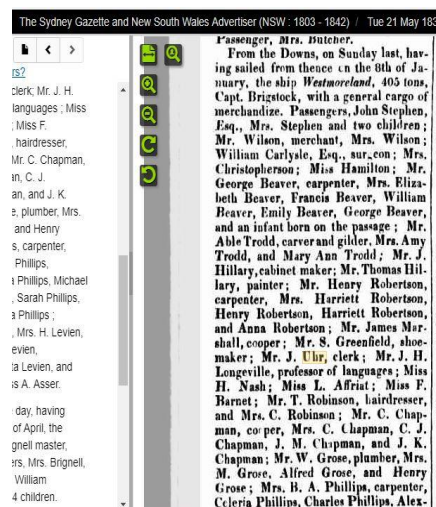 The Sydney Gazette and New South Wales Advertiser (NSW : 1803 - 1842) / Tue 21 May 183
rs?
clerk; Mr. J. H.
languages ; Miss
; Miss F.
, hairdresser,
Mr. C. Chapman,
an, C. J.
an, and J. K.
e, plumber, Mrs.
and Henry
s, carpenter,
Phillips,
a Phillips, Michael
, Sarah Phillips,
a Phillips ;
, Mrs. H. Levien,
evien,
ta Levien, and
ss A. Asser.
day, having
of April, the
gnell master,
ers, Mrs. Brignell,
William
4 children.
Passenger, Mrs. Butcher.
From the Downs, on Sunday last, hav-
ing sailed from thence on the 8th of Ja-
nuary, the ship Westmoreland, 405 tons,
Capt. Brigstock, with a general cargo of
merchandize. Passengers, John Stephen,
Esq., Mrs. Stephen and two children ;
Mr. Wilson, merchant, Mrs. Wilson ;
William Carlysle, Esq., sur_con ; Mrs.
Christopherson ; Miss Hamilton ; Mr.
George Beaver, carpenter, Mrs. Eliza-
beth Beaver, Francis Beaver, William
Beaver, Emily Beaver, George Beaver,
and an infant born on the passage ; Mr.
Able Trodd, carver and gilder, Mrs. Amy
Trodd, and Mary Ann Trodd ; Mr. J.
Hillary, cabinet maker ; Mr. Thomas Hil-
lary, painter ; Mr. Henry Robertson,
carpenter, Mrs. Harriett Robertson,
Henry Robertson, Harriett Robertson,
and Anna Robertson ; Mr. James Mar-
shall, cooper ; Mr. S. Greenfield, shoe-
maker ; Mr. J. Uhr, clerk ; Mr. J. H.
Longeville, professor of languages ; Miss
H. Nash ; Miss L. Affriat ; Miss F.
Barnet ; Mr. T. Robinson, hairdresser,
and Mrs. C. Robinson ; Mr. C. Chap-
man, cooper, Mrs. C. Chapman, C. J.
Chapman, J. M. Chapman, and J. K.
Chapman ; Mr. W. Grose, plumber, Mrs.
M. Grose, Alfred Grose, and Henry
Grose ; Mrs. B. A. Phillips, carpenter,
Celeria Phillips, Charles Phillips, Alex-